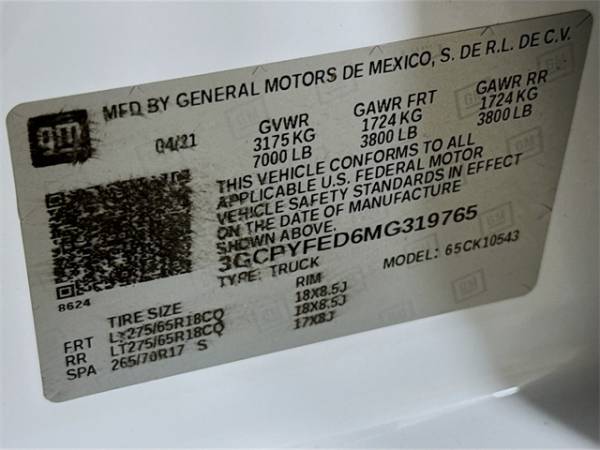 GM
MFD BY GENERAL MOTORS DE MEXICO, S. DE R.L. DE C.V.
04/21
GVWR GAWR FRT GAWR RR
3175 KG 1724 KG 1724 KG
7000 LB 3800 LB 3800 LB
THIS VEHICLE CONFORMS TO ALL
APPLICABLE U.S. FEDERAL MOTOR
VEHICLE SAFETY STANDARDS IN EFFECT
ON THE DATE OF MANUFACTURE
SHOWN ABOVE.
3GCPYFED6MG319765
TYPE: TRUCK MODEL: 65CK10543
8624
TIRE SIZE RIM
FRT LT275/65R18CQ 18X8.5J
RR LT275/65R18CQ 18X8.5J
SPA 265/70R17 S 17X8J